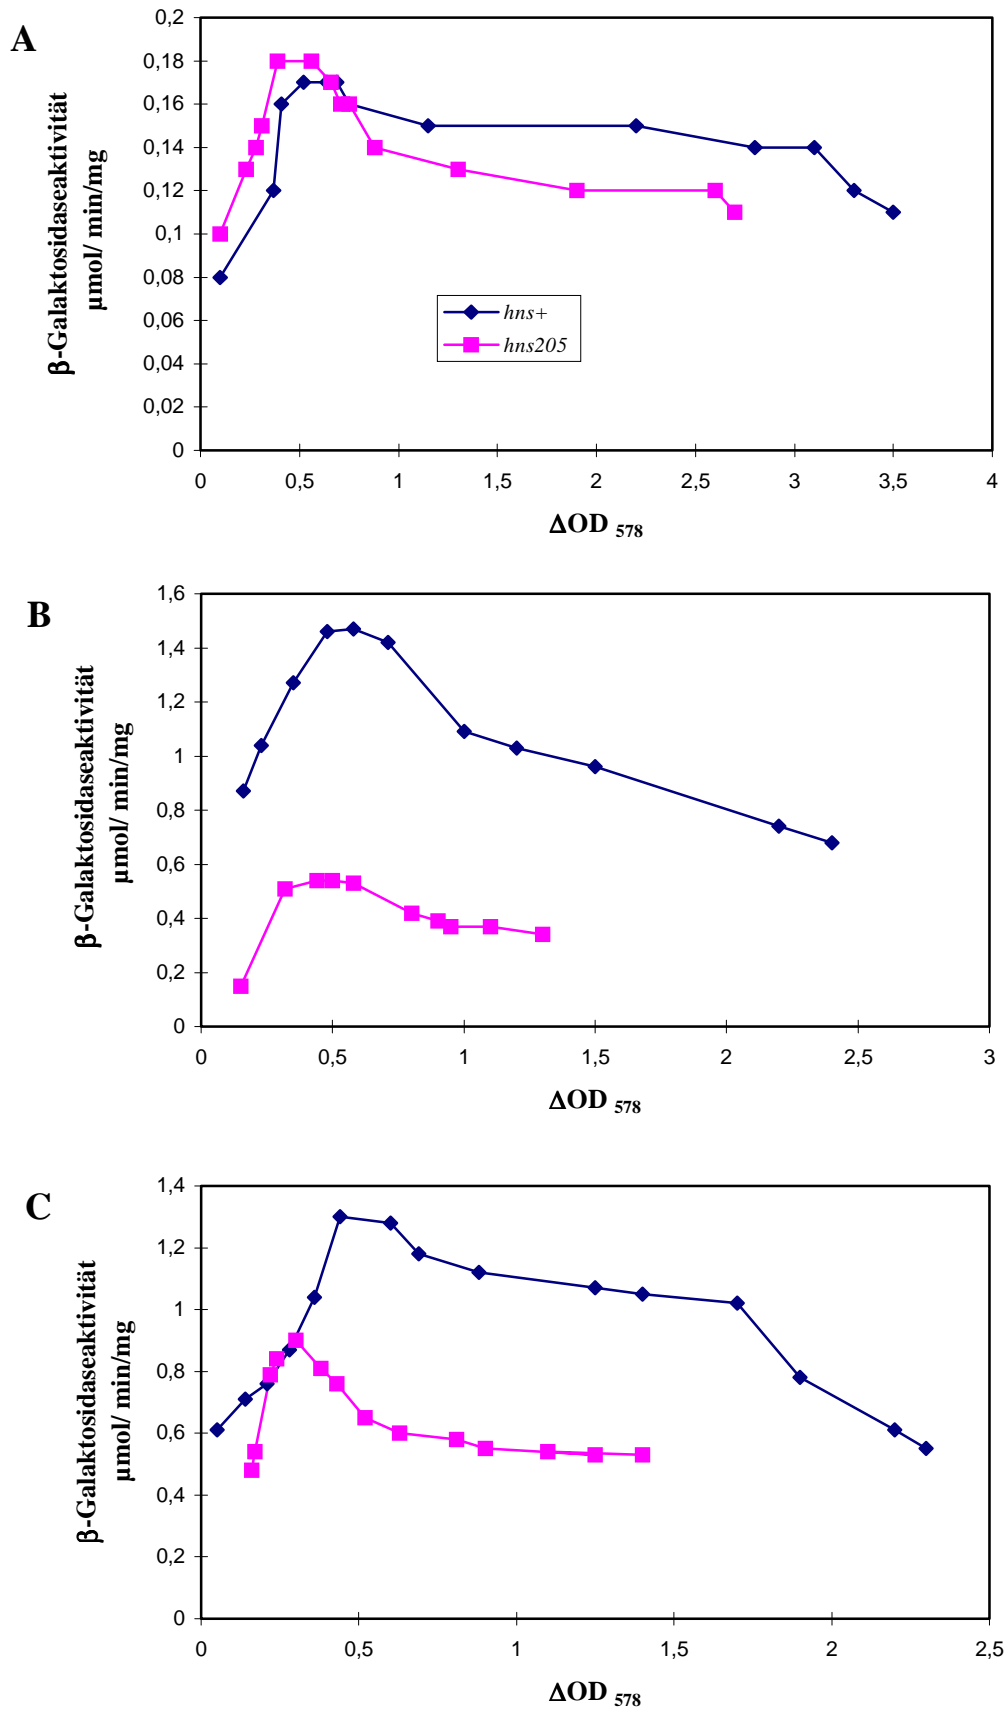 A
β-Galaktosidaseaktivität
µmol/ min/mg
0,2
0,18
0,16
0,14
0,12
0,1
0,08
0,06
0,04
0,02
0
hns+
hns205
0 0,5 1 1,5 2 2,5 3 3,5 4
ΔOD 578
B
β-Galaktosidaseaktivität
µmol/ min/mg
1,6
1,4
1,2
1
0,8
0,6
0,4
0,2
0
0 0,5 1 1,5 2 2,5 3
ΔOD 578
C
β-Galaktosidaseaktivität
µmol/ min/mg
1,4
1,2
1
0,8
0,6
0,4
0,2
0
0 0,5 1 1,5 2 2,5
ΔOD 578